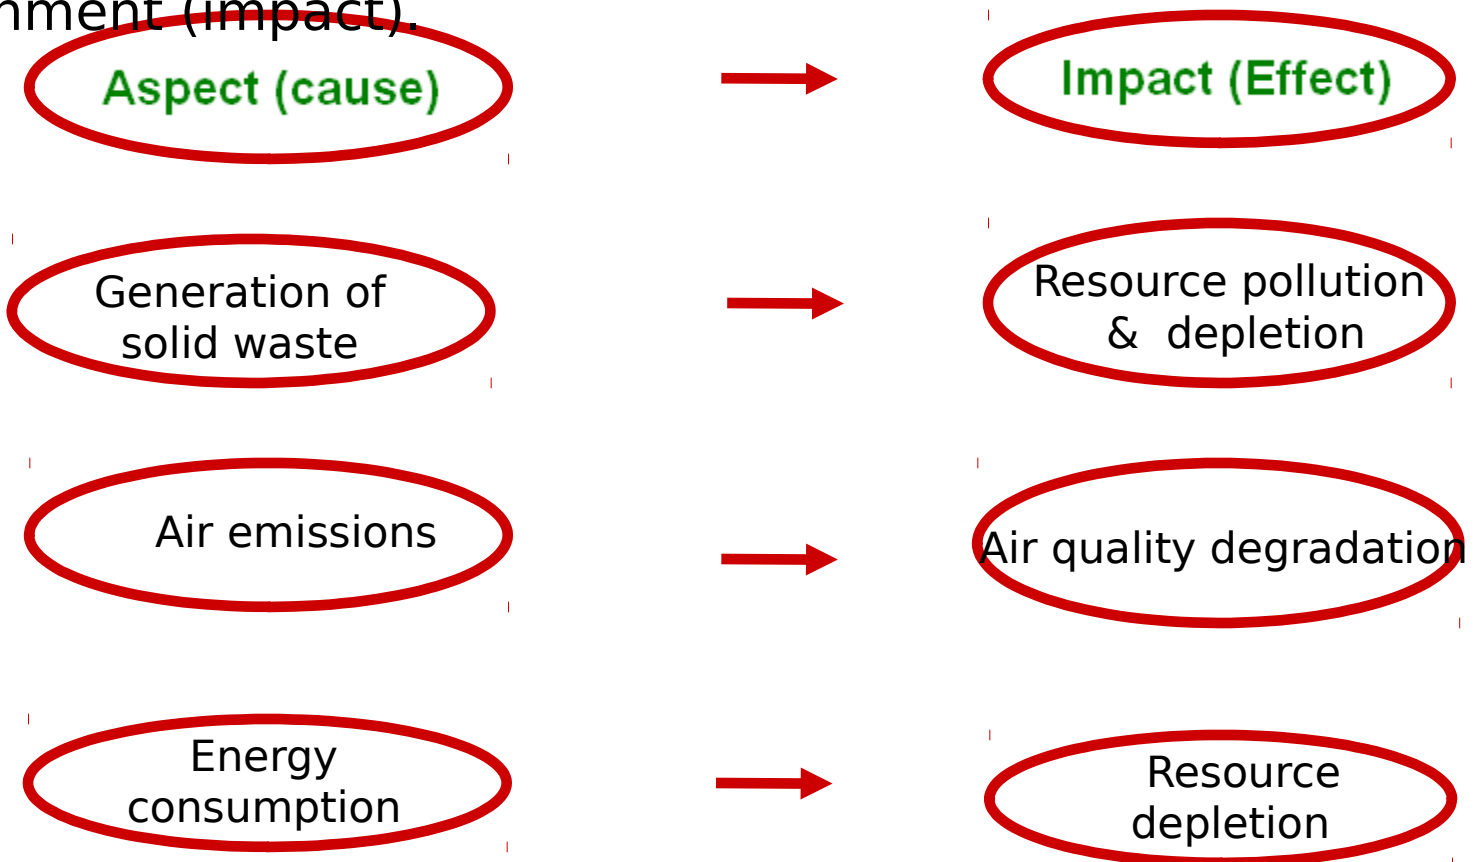 (impact).
Aspect (cause)
Impact (Effect)
Generation of
solid waste
Resource pollution
& depletion
Air emissions
Air quality degradation
Energy
consumption
Resource
depletion